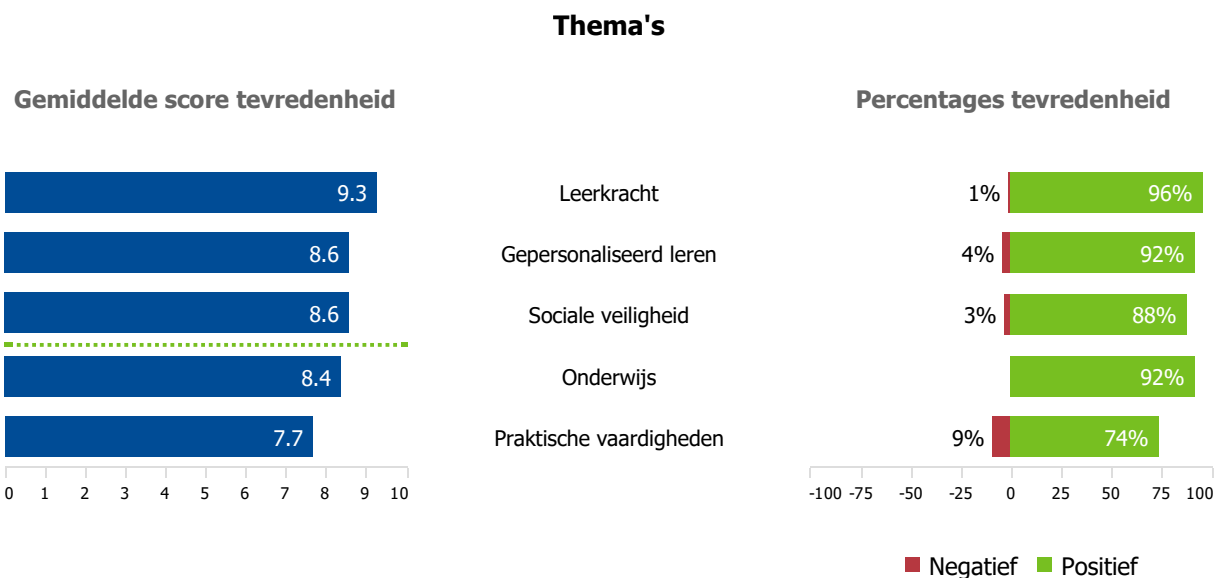 Thema's
Gemiddelde score tevredenheid
Percentages tevredenheid
9.3 Leerkracht 1% 96%
8.6 Gepersonaliseerd leren 4% 92%
8.6 Sociale veiligheid 3% 88%
8.4 Onderwijs 92%
7.7 Praktische vaardigheden 9% 74%
0 1 2 3 4 5 6 7 8 9 10
-100 -75 -50 -25 0 25 50 75 100
Negatief Positief